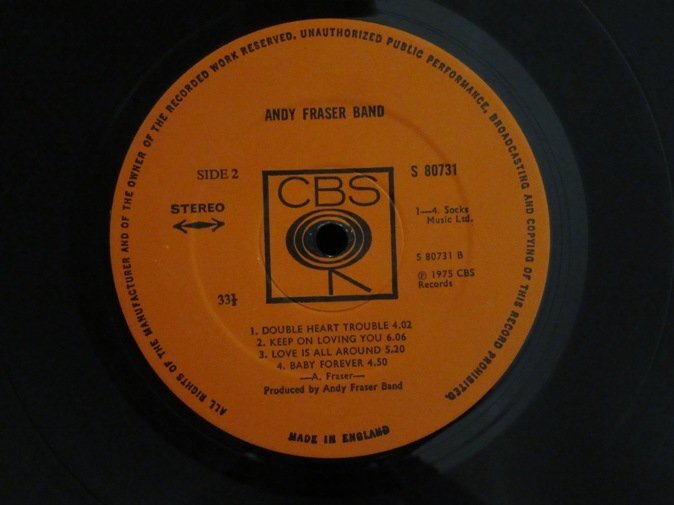 ALL RIGHTS OF THE MANUFACTURER AND OF THE OWNER OF THE RECORDED WORK RESERVED. UNAUTHORIZED PUBLIC PERFORMANCE, BROADCASTING AND COPYING OF THIS RECORD PROHIBITED.
ANDY FRASER BAND
SIDE 2
S 80731
CBS
STEREO
1—4. Socks
Music Ltd.
S 80731 B
℗ 1975 CBS
Records
33⅓
1. DOUBLE HEART TROUBLE 4.02
2. KEEP ON LOVING YOU 6.06
3. LOVE IS ALL AROUND 5.20
4. BABY FOREVER 4.50
—A. Fraser—
Produced by Andy Fraser Band
MADE IN ENGLAND